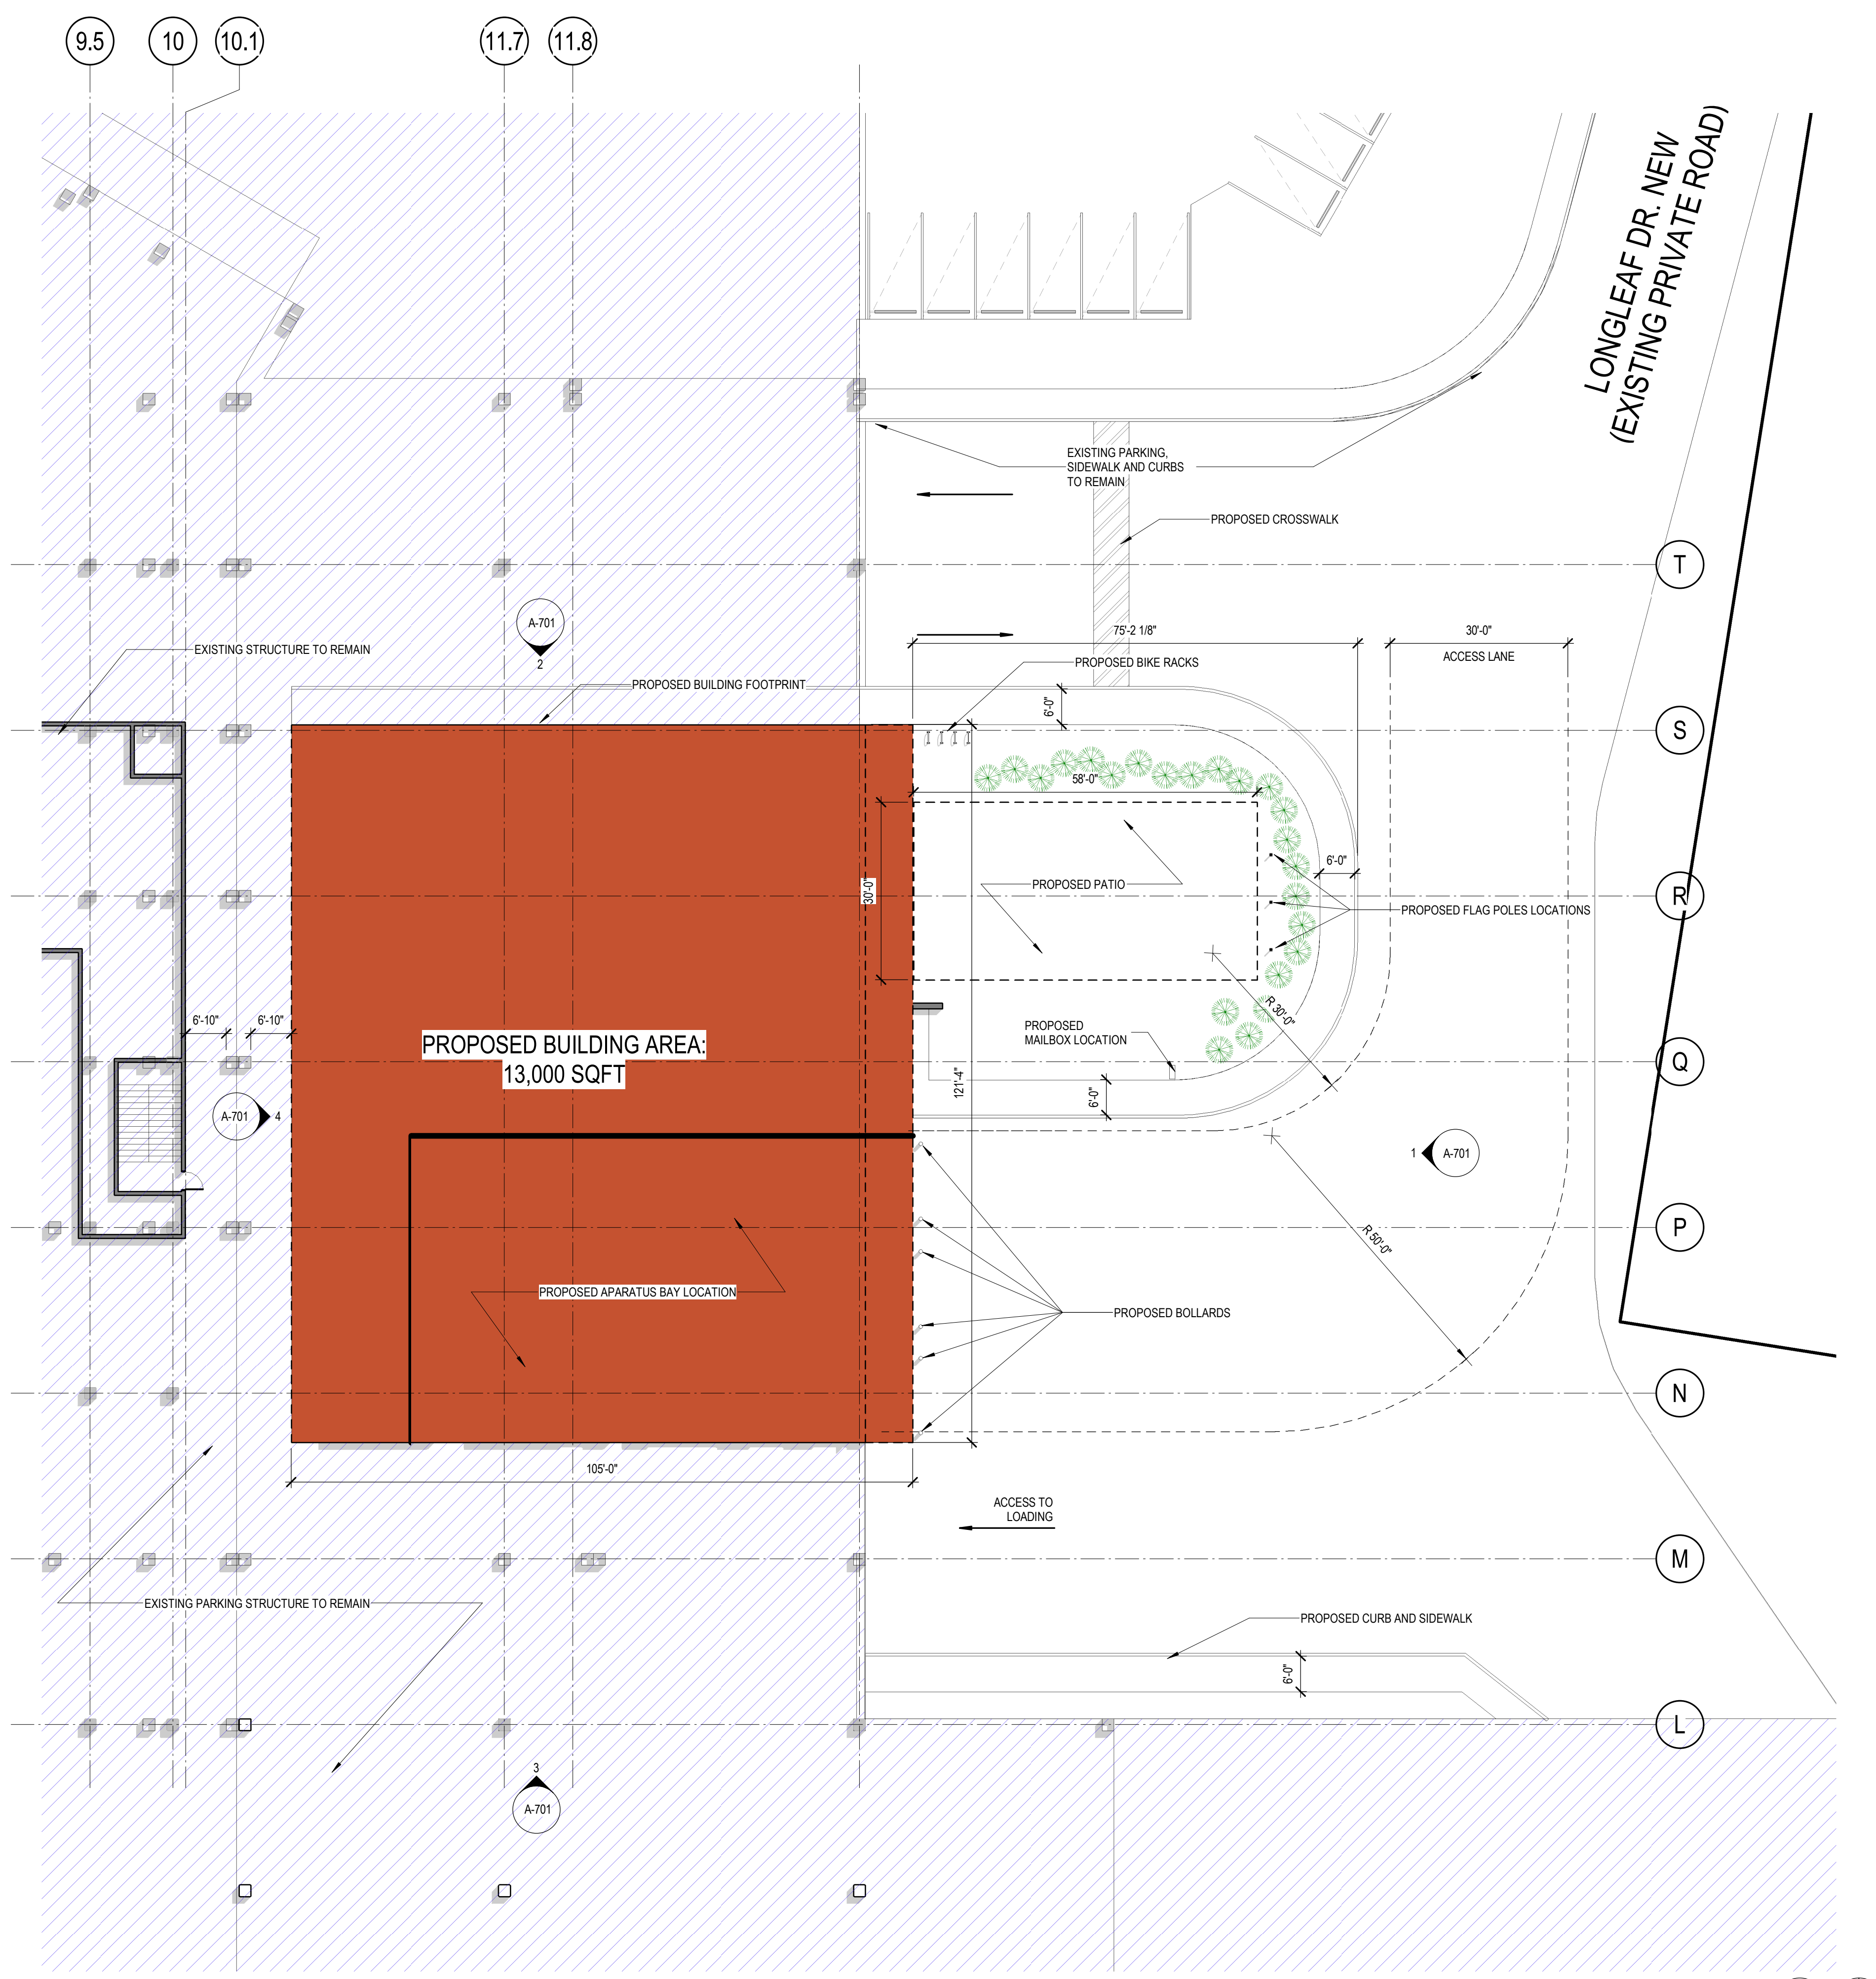 9.5
10
10.1
11.7
11.8
LONGLEAF DR. NEW
(EXISTING PRIVATE ROAD)
EXISTING PARKING,
SIDEWALK AND CURBS
TO REMAIN
PROPOSED CROSSWALK
T
A-701
2
75'-2 1/8"
30'-0"
ACCESS LANE
EXISTING STRUCTURE TO REMAIN
PROPOSED BIKE RACKS
PROPOSED BUILDING FOOTPRINT
6'-0"
S
58'-0"
30'-0"
6'-0"
PROPOSED PATIO
R
PROPOSED FLAG POLES LOCATIONS
R 30'-0"
6'-10"
6'-10"
PROPOSED
MAILBOX LOCATION
PROPOSED BUILDING AREA:
13,000 SQFT
Q
121'-4"
6'-0"
A-701
4
1
A-701
P
R 50'-0"
PROPOSED APARATUS BAY LOCATION
PROPOSED BOLLARDS
N
105'-0"
ACCESS TO
LOADING
M
EXISTING PARKING STRUCTURE TO REMAIN
PROPOSED CURB AND SIDEWALK
6'-0"
L
3
A-701